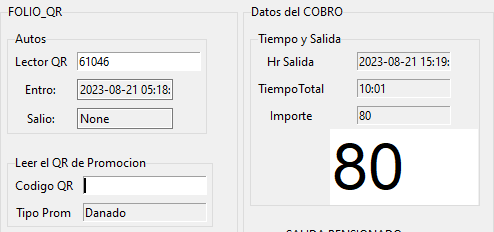 FOLIO_QR
Autos
Lector QR 61046
Entro: 2023-08-21 05:18:
Salio: None
Leer el QR de Promocion
Codigo QR
Tipo Prom Danado
Datos del COBRO
Tiempo y Salida
Hr Salida 2023-08-21 15:19:
TiempoTotal 10:01
Importe 80
80
SALIDA PENSIONADO